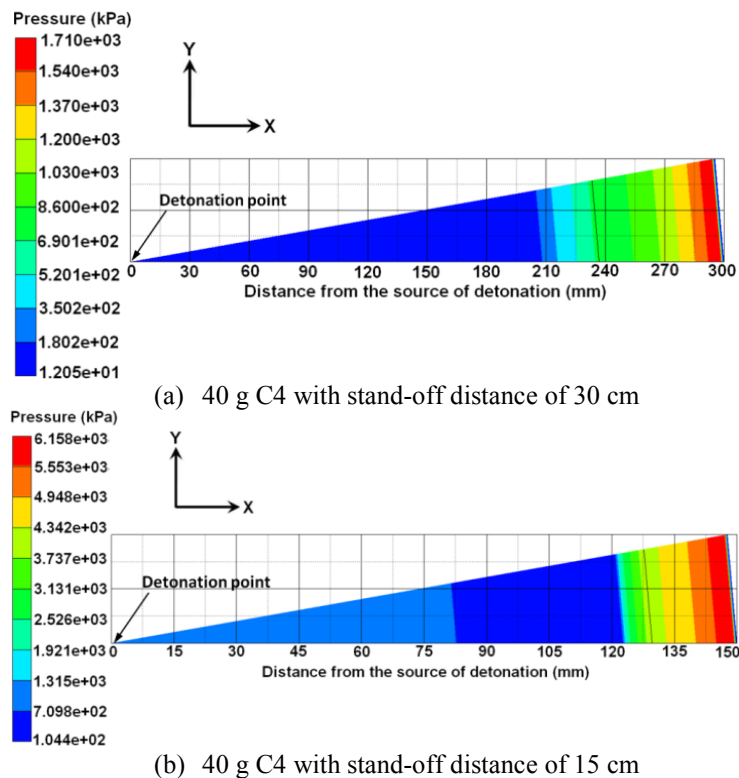 Pressure (kPa)
1.710e+03
1.540e+03
1.370e+03
1.200e+03
1.030e+03
8.600e+02
6.901e+02
5.201e+02
3.502e+02
1.802e+02
1.205e+01
Y
X
Detonation point
0 30 60 90 120 150 180 210 237 270 300
Distance from the source of detonation (mm)
(a) 40 g C4 with stand-off distance of 30 cm
Pressure (kPa)
6.158e+03
5.553e+03
4.948e+03
4.342e+03
3.737e+03
3.131e+03
2.526e+03
1.921e+03
1.315e+03
7.098e+02
1.044e+02
Y
X
Detonation point
0 15 30 45 60 75 90 105 120 135 150
Distance from the source of detonation (mm)
(b) 40 g C4 with stand-off distance of 15 cm